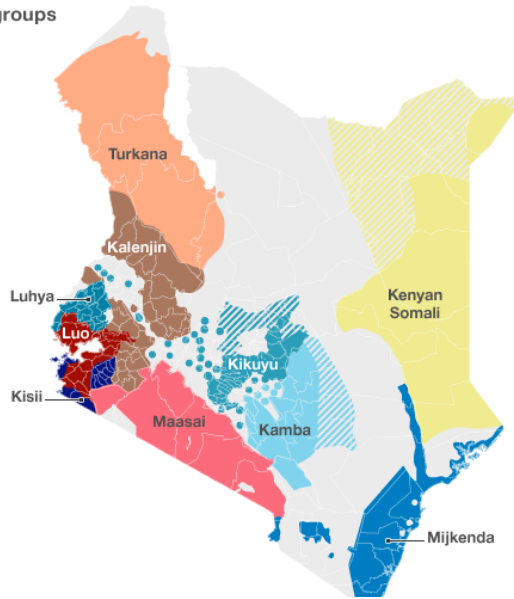 groups
Turkana
Kalenjin
Luhya
Kenyan
Somali
Luo
Kikuyu
Kisii
Maasai
Kamba
Mijkenda